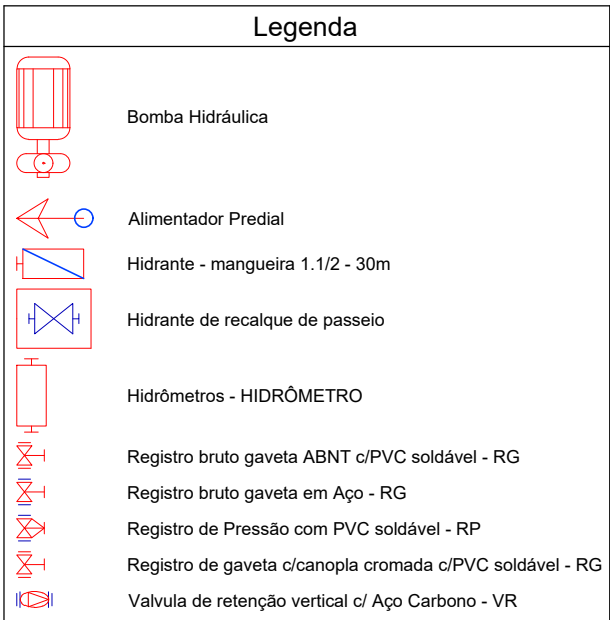 Legenda
Bomba Hidráulica
Alimentador Predial
Hidrante - mangueira 1.1/2 - 30m
Hidrante de recalque de passeio
Hidrômetros - HIDRÔMETRO
Registro bruto gaveta ABNT c/PVC soldável - RG
Registro bruto gaveta em Aço - RG
Registro de Pressão com PVC soldável - RP
Registro de gaveta c/canopla cromada c/PVC soldável - RG
Valvula de retenção vertical c/ Aço Carbono - VR